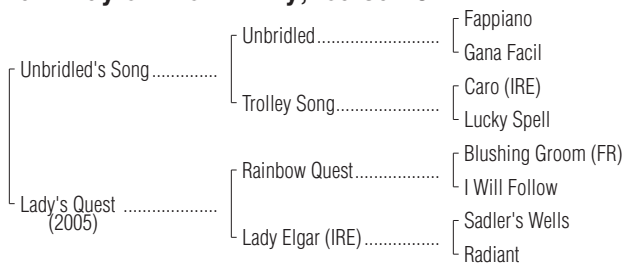 Fappiano
Unbridled........................
Gana Facil
Unbridled's Song.............
Caro (IRE)
Trolley Song....................
Lucky Spell
Blushing Groom (FR)
Rainbow Quest.................
I Will Follow
Lady's Quest ..................
(2005)
Sadler's Wells
Lady Elgar (IRE)...............
Radiant